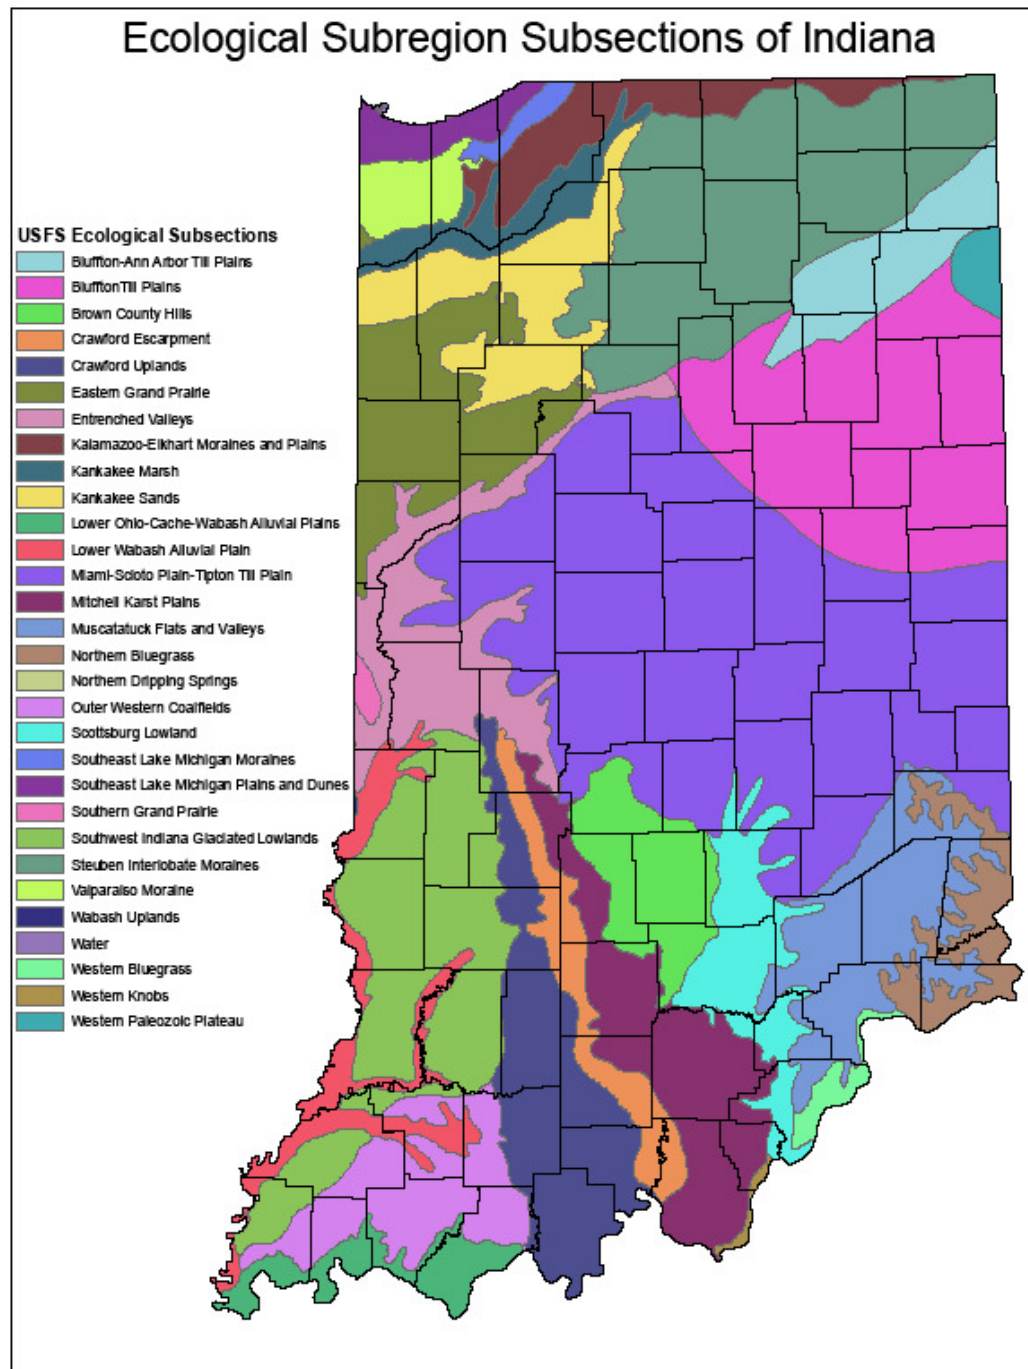 Ecological Subregion Subsections of Indiana
USFS Ecological Subsections
Bluffton-Ann Arbor Till Plains
BlufftonTill Plains
Brown County Hills
Crawford Escarpment
Crawford Uplands
Eastern Grand Prairie
Entrenched Valleys
Kalamazoo-Elkhart Moraines and Plains
Kankakee Marsh
Kankakee Sands
Lower Ohio-Cache-Wabash Alluvial Plains
Lower Wabash Alluvial Plain
Miami-Scioto Plain-Tipton Till Plain
Mitchell Karst Plains
Muscatatuck Flats and Valleys
Northern Bluegrass
Northern Dripping Springs
Outer Western Coalfields
Scottsburg Lowland
Southeast Lake Michigan Moraines
Southeast Lake Michigan Plains and Dunes
Southern Grand Prairie
Southwest Indiana Glaciated Lowlands
Steuben Interlobate Moraines
Valparaiso Moraine
Wabash Uplands
Water
Western Bluegrass
Western Knobs
Western Paleozoic Plateau